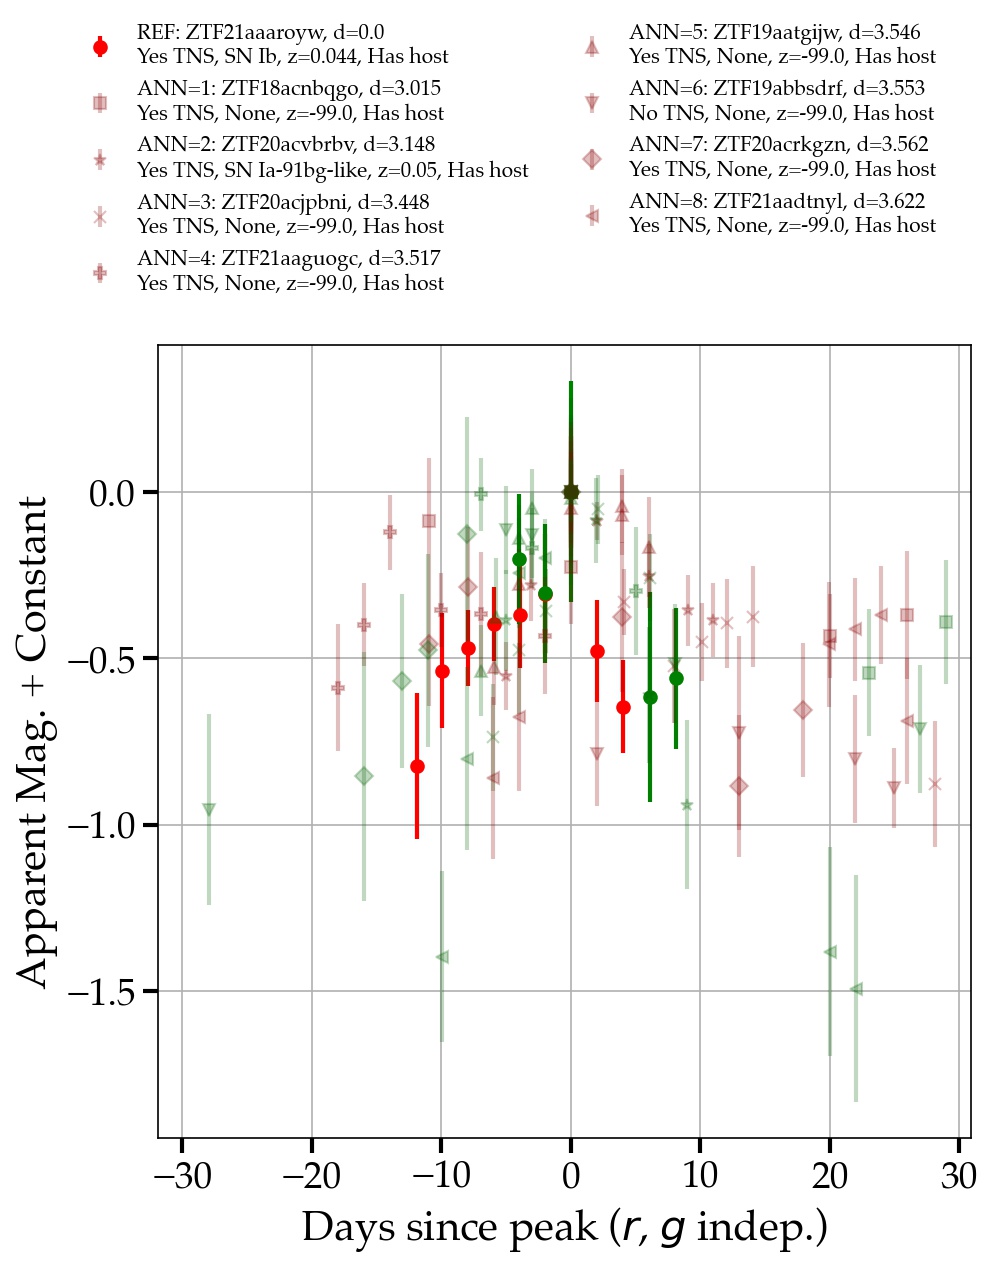 REF: ZTF21aaaroyw, d=0.0
Yes TNS, SN Ib, z=0.044, Has host
ANN=1: ZTF18acnbqgo, d=3.015
Yes TNS, None, z=-99.0, Has host
ANN=2: ZTF20acvbrbv, d=3.148
Yes TNS, SN Ia-91bg-like, z=0.05, Has host
ANN=3: ZTF20acjpbni, d=3.448
Yes TNS, None, z=-99.0, Has host
ANN=4: ZTF21aaguogc, d=3.517
Yes TNS, None, z=-99.0, Has host
ANN=5: ZTF19aatgijw, d=3.546
Yes TNS, None, z=-99.0, Has host
ANN=6: ZTF19abbsdrf, d=3.553
No TNS, None, z=-99.0, Has host
ANN=7: ZTF20acrkgzn, d=3.562
Yes TNS, None, z=-99.0, Has host
ANN=8: ZTF21aadtnyl, d=3.622
Yes TNS, None, z=-99.0, Has host
Apparent Mag. + Constant
0.0
−0.5
−1.0
−1.5
−30 −20 −10 0 10 20 30
Days since peak (r, g indep.)